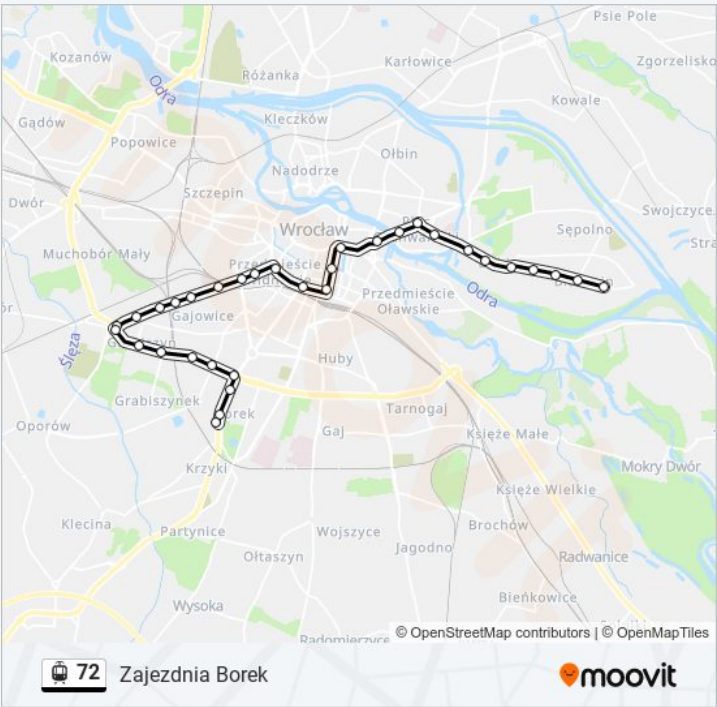 Psie Pole
Kozanów
Karłowice
Zgorzelisko
Różanka
Odra
Kowale
Gądów
Kleczków
Popowice
Ołbin
Nadodrze
Dwór
Szczepin
Swojczyce
Wrocław
Sępolno
Muchobór Mały
Przedmieście
Przedmieście
Oławskie
Odra
Gajowice
Ślęza
Huby
Grabiszynek
Borek
Tarnogaj
Oporów
Gaj
Księże Małe
Krzyki
Mokry Dwór
Księże Wielkie
Klecina
Partynice
Wojszyce
Brochów
Jagodno
Ołtaszyn
Radwanice
Bieńkowice
Wysoka
Radomierzyce
© OpenStreetMap contributors | © OpenMapTiles
72 Zajezdnia Borek
moovit